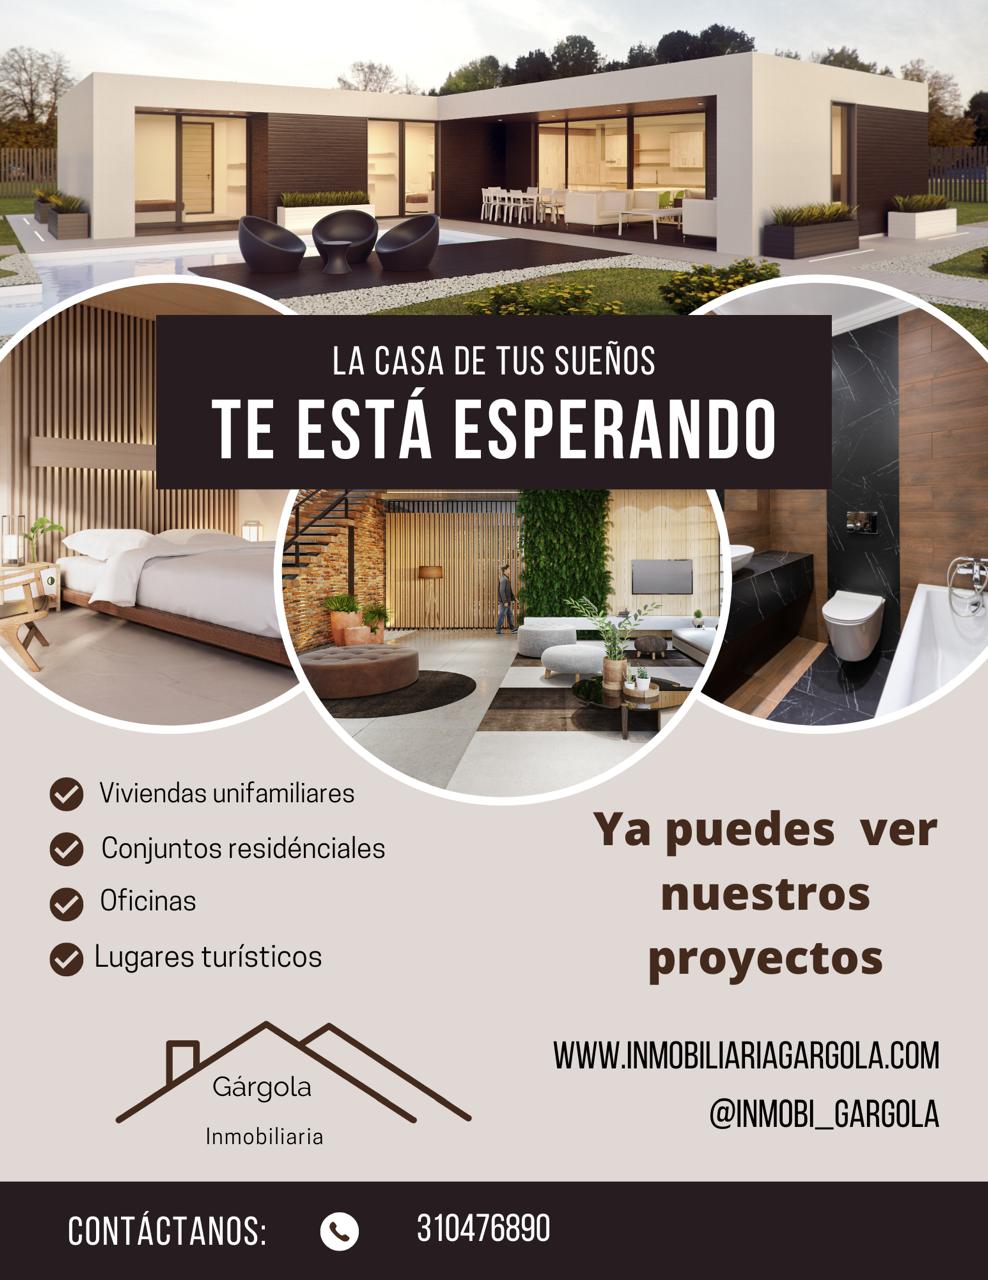 LA CASA DE TUS SUEÑOS
TE ESTÁ ESPERANDO
Viviendas unifamiliares
Conjuntos residénciales
Oficinas
Lugares turísticos
Ya puedes ver
nuestros
proyectos
Gárgola
Inmobiliaria
WWW.INMOBILIARIAGARGOLA.COM
@INMOBI_GARGOLA
CONTÁCTANOS:
310476890